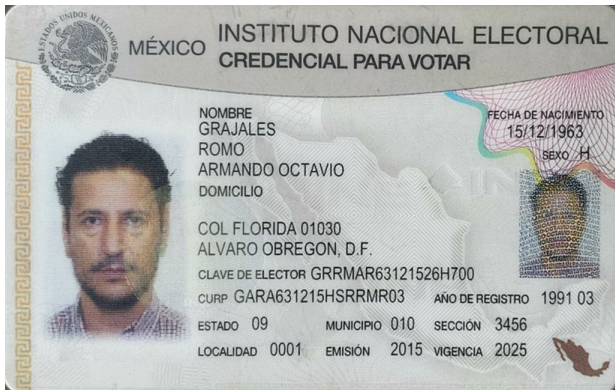 MÉXICO INSTITUTO NACIONAL ELECTORAL
CREDENCIAL PARA VOTAR
ESTADOS UNIDOS MEXICANOS
NOMBRE
GRAJALES
ROMO
ARMANDO OCTAVIO
FECHA DE NACIMIENTO
15/12/1963
SEXO H
DOMICILIO
COL FLORIDA 01030
ALVARO OBREGON, D.F.
CLAVE DE ELECTOR GRRMAR63121526H700
CURP GARA631215HSRRMR03 AÑO DE REGISTRO 1991 03
ESTADO 09 MUNICIPIO 010 SECCIÓN 3456
LOCALIDAD 0001 EMISIÓN 2015 VIGENCIA 2025